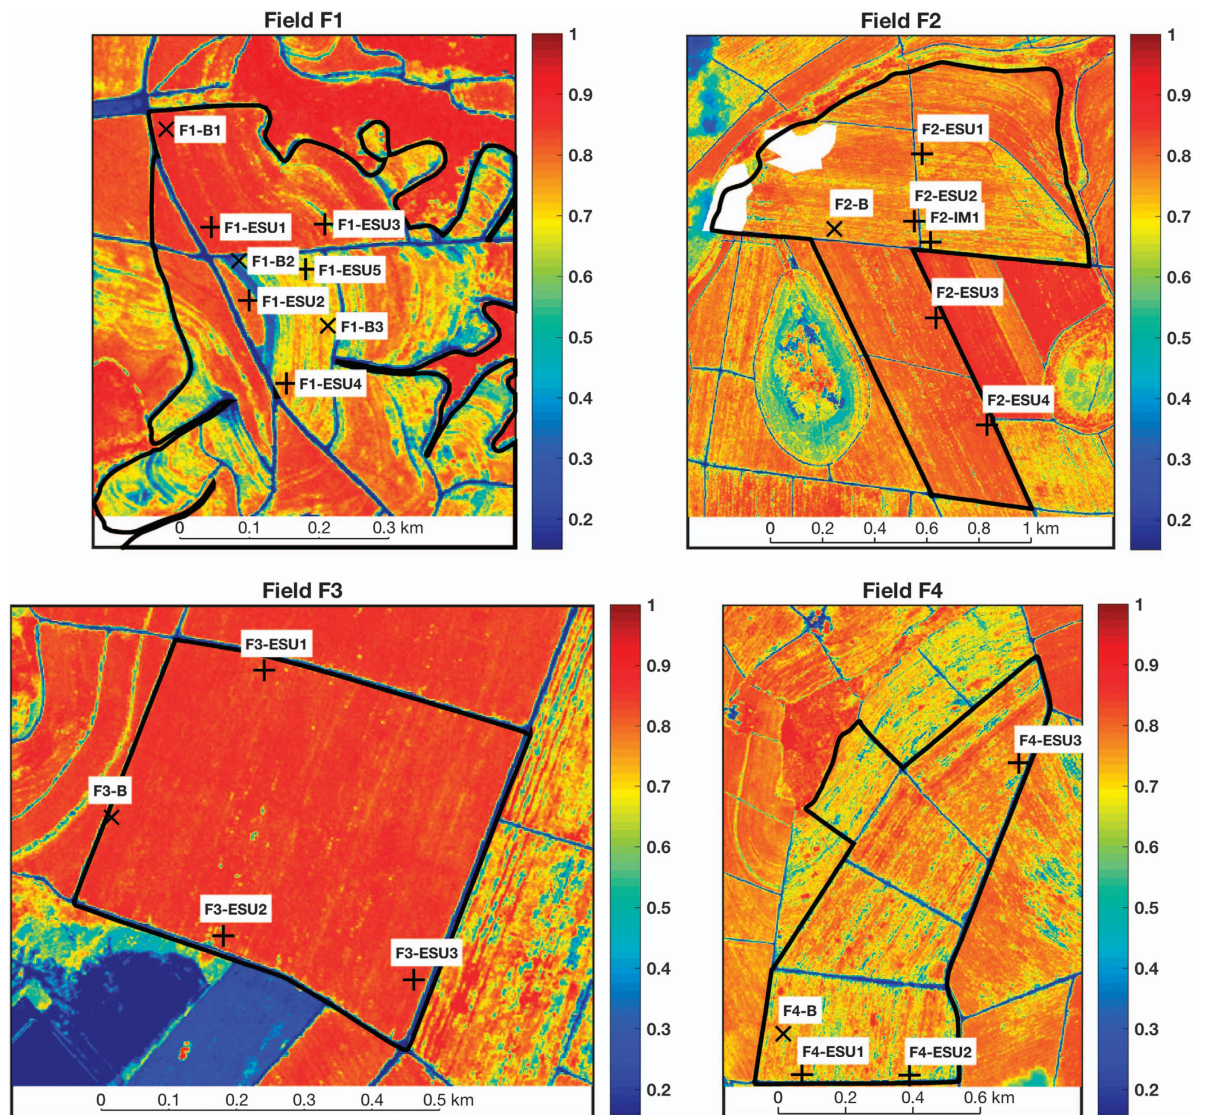 Field F1
F1-B1
F1-ESU1
F1-ESU3
F1-B2
F1-ESU5
F1-ESU2
F1-B3
F1-ESU4
0 0.1 0.2 0.3 km
1
0.9
0.8
0.7
0.6
0.5
0.4
0.3
0.2
Field F2
F2-ESU1
F2-ESU2
F2-B
F2-IM1
F2-ESU3
F2-ESU4
0 0.2 0.4 0.6 0.8 1 km
1
0.9
0.8
0.7
0.6
0.5
0.4
0.3
0.2
Field F3
F3-ESU1
F3-B
F3-ESU2
F3-ESU3
0 0.1 0.2 0.3 0.4 0.5 km
1
0.9
0.8
0.7
0.6
0.5
0.4
0.3
0.2
Field F4
F4-ESU3
F4-B
F4-ESU1
F4-ESU2
0 0.2 0.4 0.6 km
1
0.9
0.8
0.7
0.6
0.5
0.4
0.3
0.2